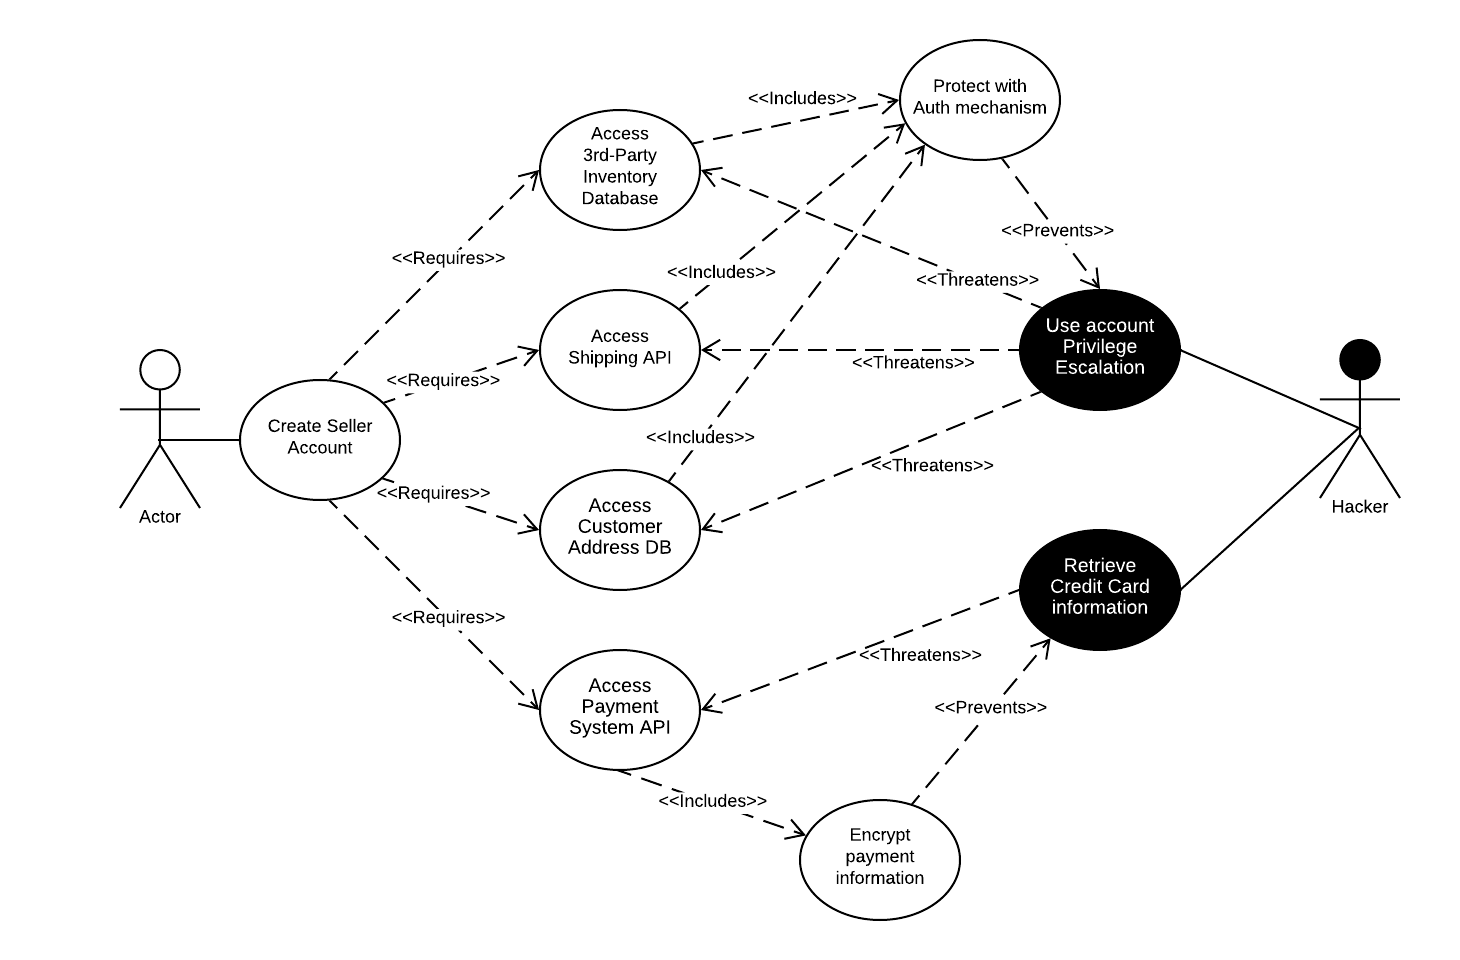 Protect with
Auth mechanism
<<Includes>>
Access
3rd-Party
Inventory
Database
<<Requires>>
<<Prevents>>
<<Includes>>
<<Threatens>>
Access
Shipping API
Use account
Privilege
Escalation
<<Threatens>>
<<Requires>>
Create Seller
Account
<<Includes>>
<<Threatens>>
<<Requires>>
Actor
Hacker
Access
Customer
Address DB
Retrieve
Credit Card
information
<<Requires>>
<<Threatens>>
Access
Payment
System API
<<Prevents>>
<<Includes>>
Encrypt
payment
information